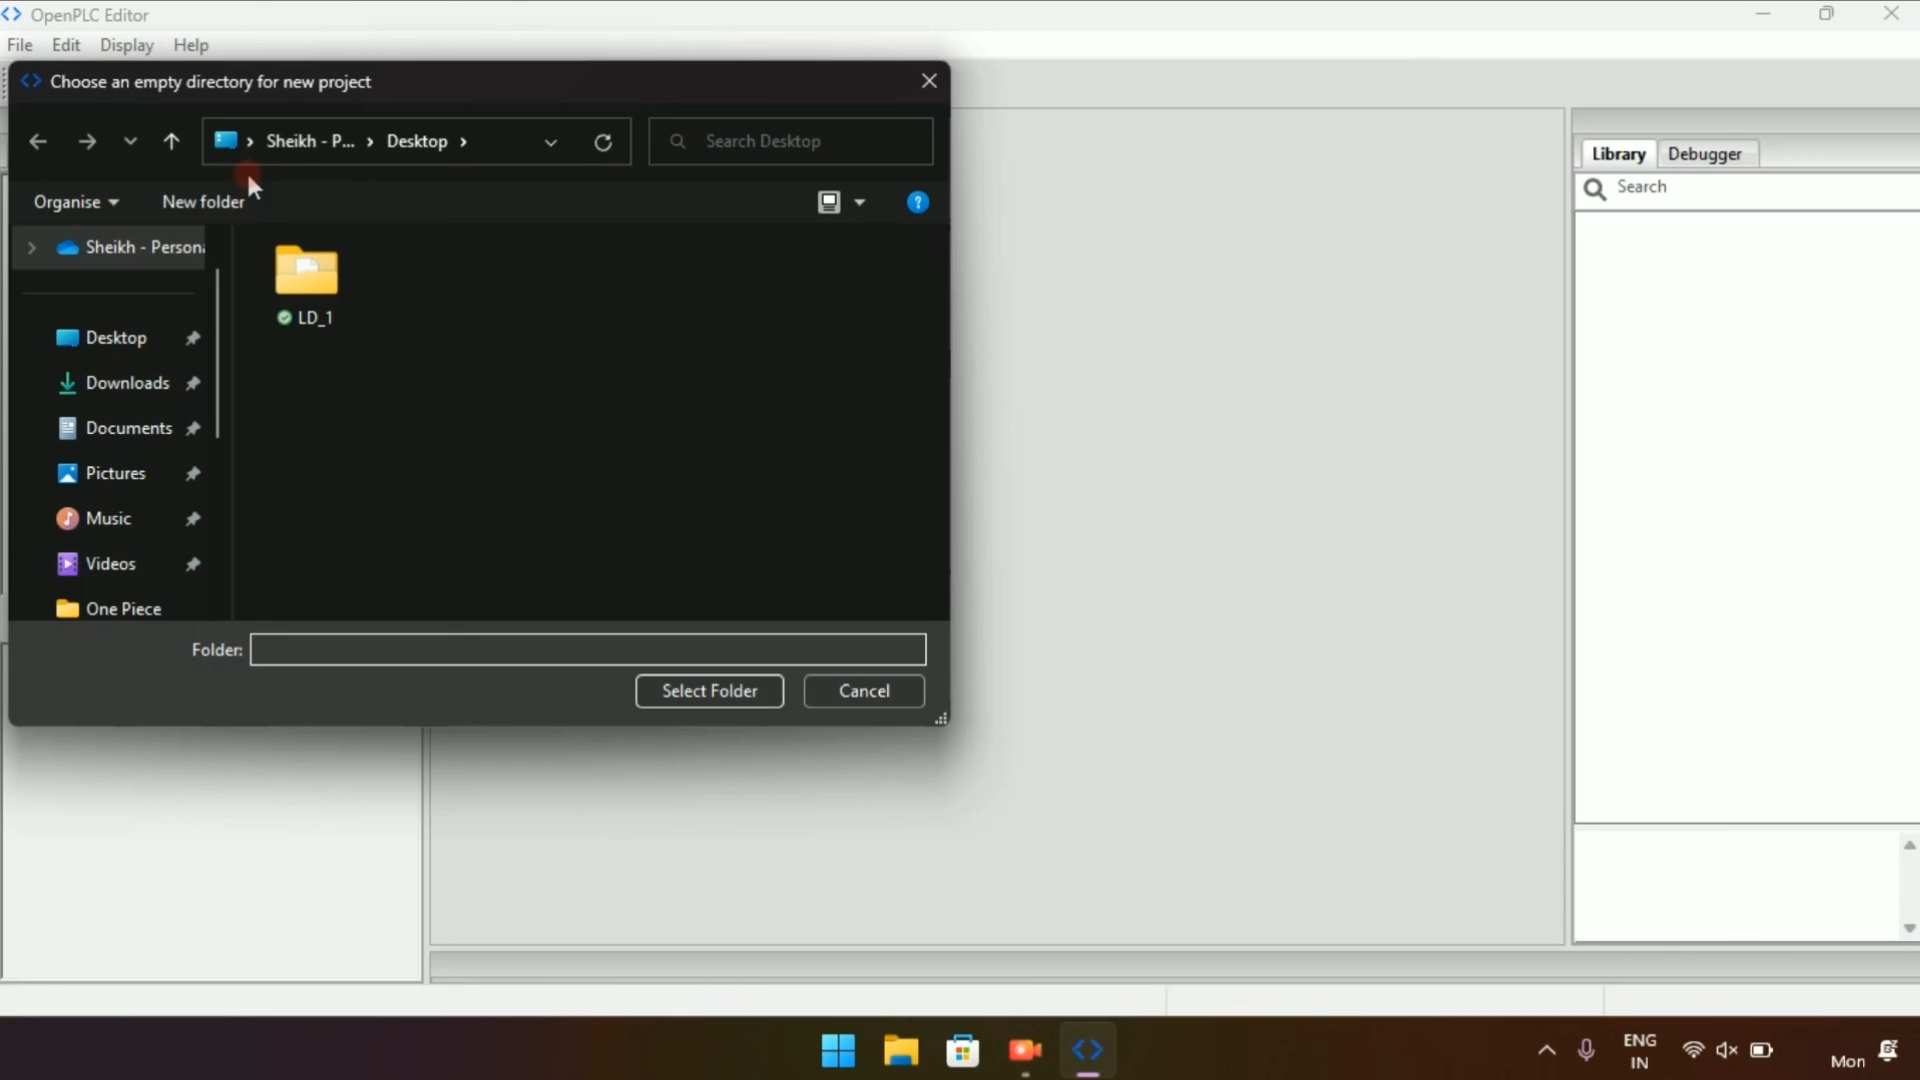 OpenPLC Editor
File Edit Display Help
Choose an empty directory for new project
Sheikh - P... Desktop
Search Desktop
Organise New folder
Sheikh - Persona
LD_1
Desktop
Downloads
Documents
Pictures
Music
Videos
One Piece
Folder:
Select Folder Cancel
Library Debugger
Search
ENG
IN
Mon